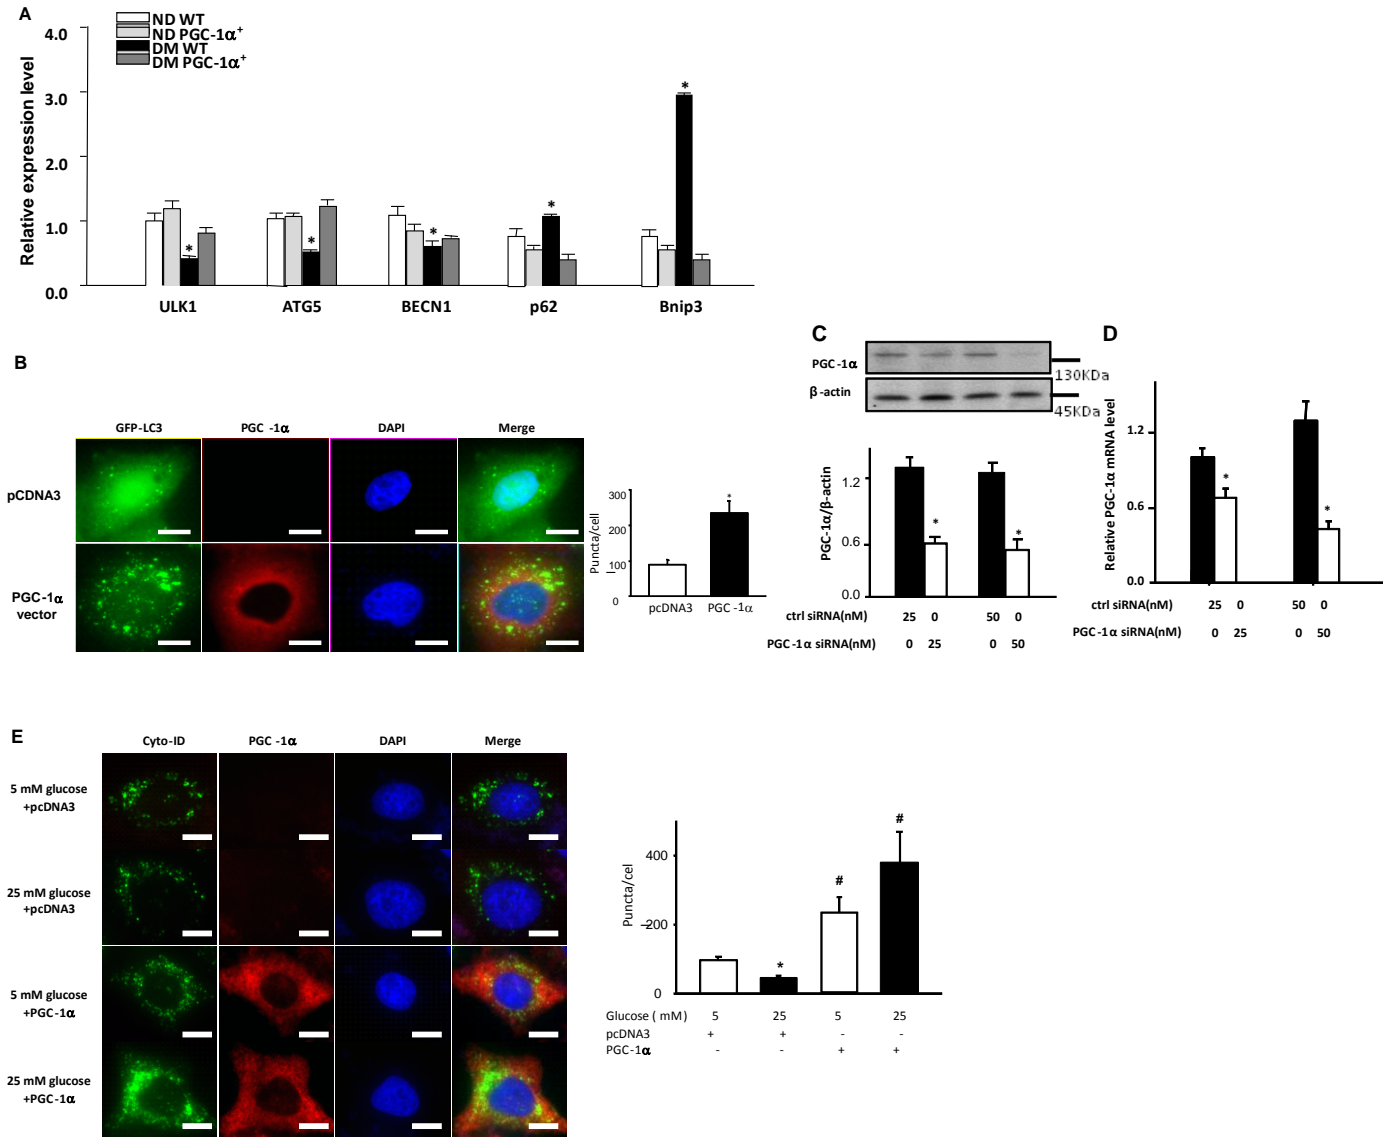 A
ND WT
ND PGC-1α+
DM WT
DM PGC-1α+
Relative expression level
4.0
3.0
2.0
1.0
0.0
*
*
*
*
*
ULK1 ATG5 BECN1 p62 Bnip3
B
GFP-LC3 PGC -1α DAPI Merge
pCDNA3
PGC-1α
vector
Puncta/cell
300
200
100
0
*
pcDNA3 PGC -1α
C
PGC-1α
130KDa
β-actin
45KDa
PGC-1α/β-actin
1.2
0.6
0.0
*
*
ctrl siRNA(nM) 25 0 50 0
PGC-1α siRNA(nM) 0 25 0 50
D
Relative PGC-1α mRNA level
1.2
0.6
0.0
*
*
ctrl siRNA(nM) 25 0 50 0
PGC-1α siRNA(nM) 0 25 0 50
E
Cyto-ID PGC -1α DAPI Merge
5 mM glucose
+pcDNA3
25 mM glucose
+pcDNA3
5 mM glucose
+PGC-1α
25 mM glucose
+PGC-1α
Puncta/cel
400
200
0
*
#
#
Glucose ( mM) 5 25 5 25
pcDNA3 + + - -
PGC-1α - - + +